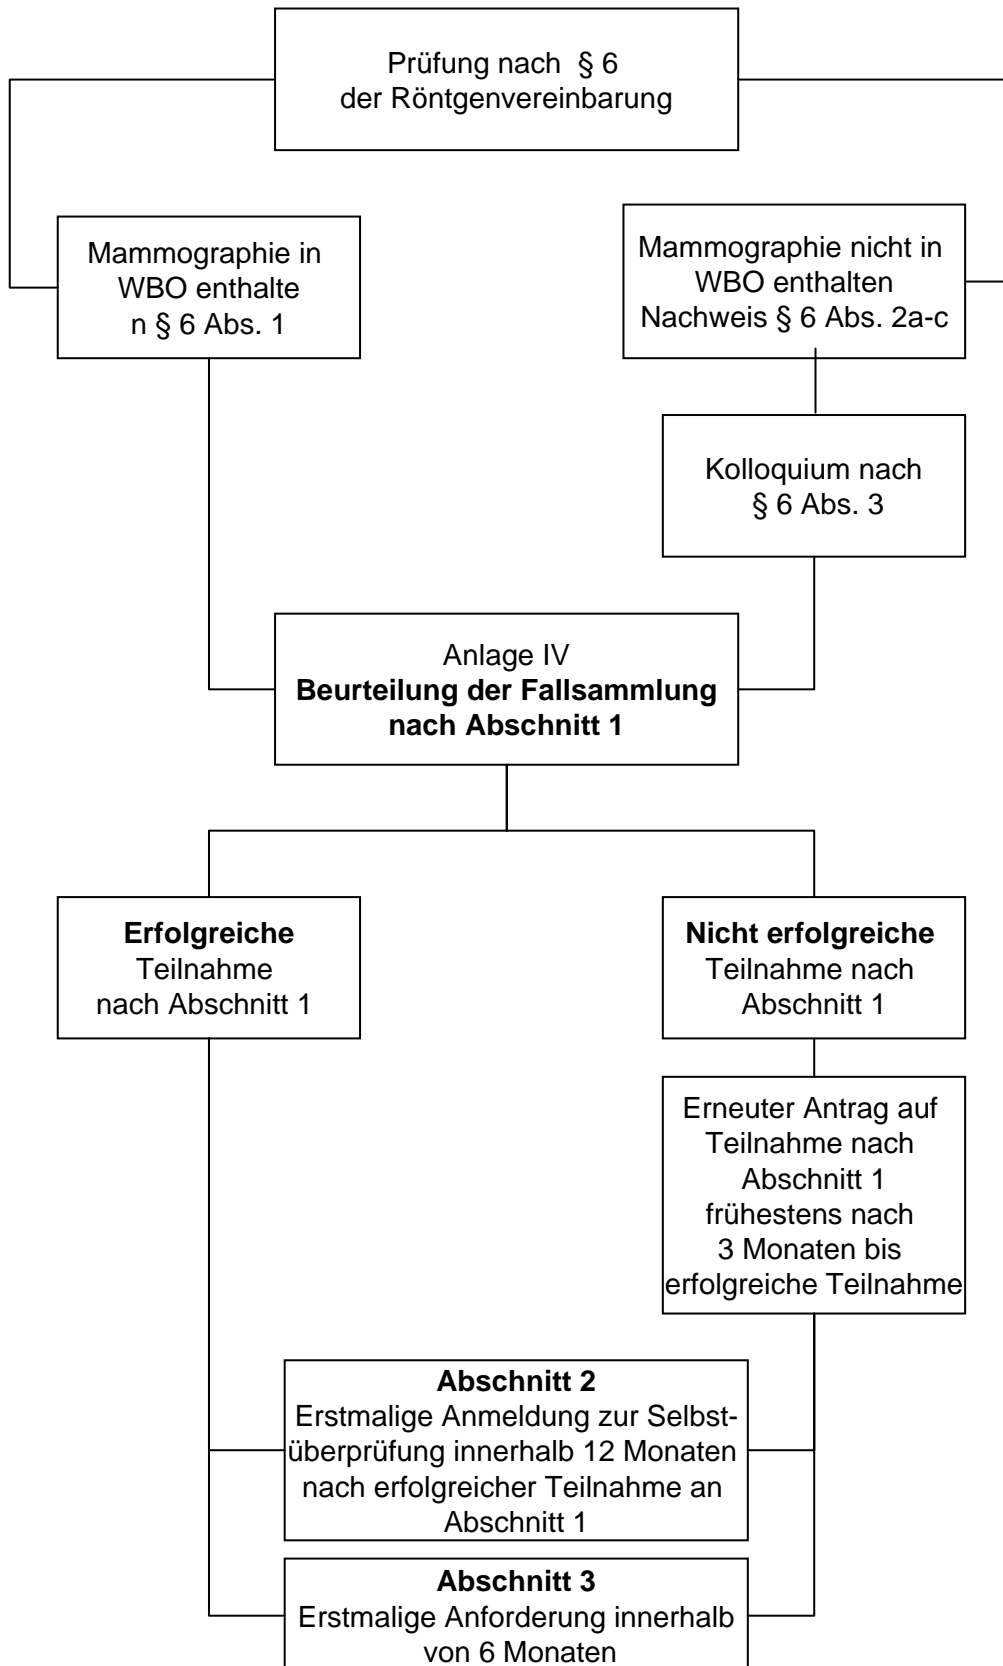 Prüfung nach § 6
der Röntgenvereinbarung
Mammographie in
WBO enthalte
n § 6 Abs. 1
Mammographie nicht in
WBO enthalten
Nachweis § 6 Abs. 2a-c
Kolloquium nach
§ 6 Abs. 3
Anlage IV
Beurteilung der Fallsammlung
nach Abschnitt 1
Erfolgreiche
Teilnahme
nach Abschnitt 1
Nicht erfolgreiche
Teilnahme nach
Abschnitt 1
Erneuter Antrag auf
Teilnahme nach
Abschnitt 1
frühestens nach
3 Monaten bis
erfolgreiche Teilnahme
Abschnitt 2
Erstmalige Anmeldung zur Selbst-
überprüfung innerhalb 12 Monaten
nach erfolgreicher Teilnahme an
Abschnitt 1
Abschnitt 3
Erstmalige Anforderung innerhalb
von 6 Monaten